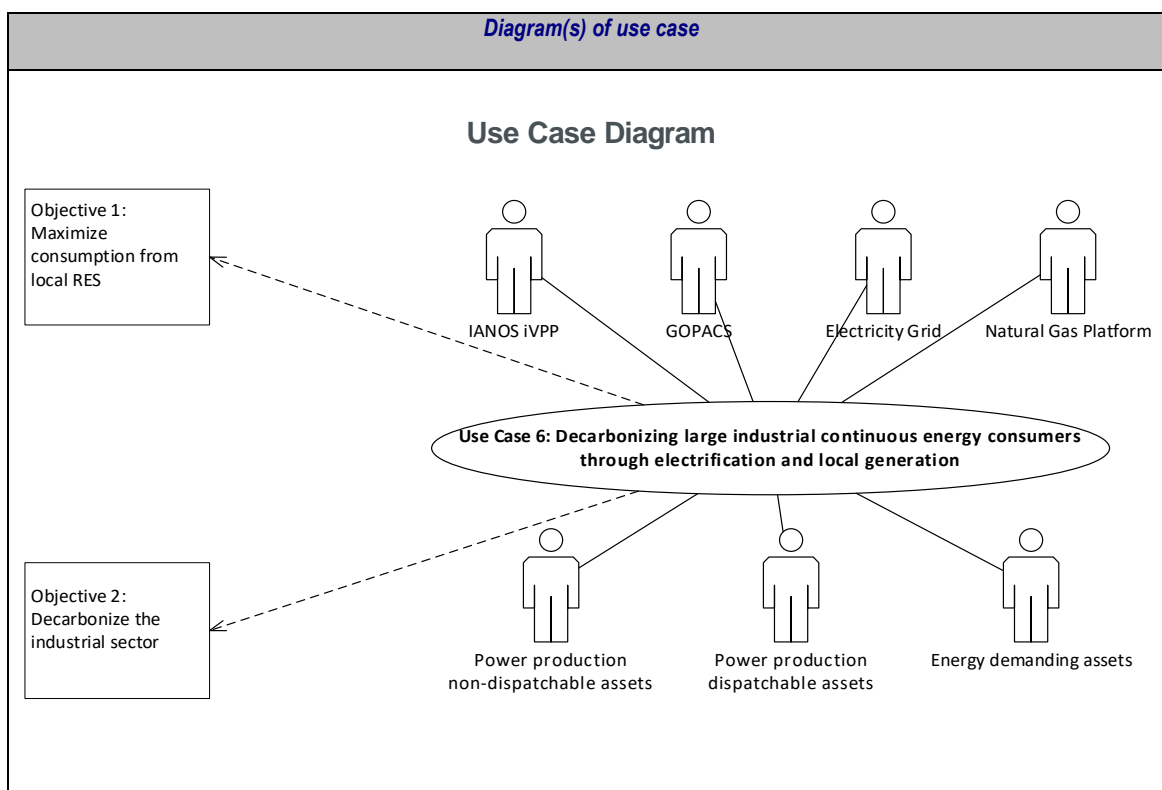 Diagram(s) of use case
Use Case Diagram
Objective 1:
Maximize
consumption from
local RES
IANOS iVPP
GOPACS
Electricity Grid
Natural Gas Platform
Use Case 6: Decarbonizing large industrial continuous energy consumers
through electrification and local generation
Objective 2:
Decarbonize the
industrial sector
Power production
non-dispatchable assets
Power production
dispatchable assets
Energy demanding assets